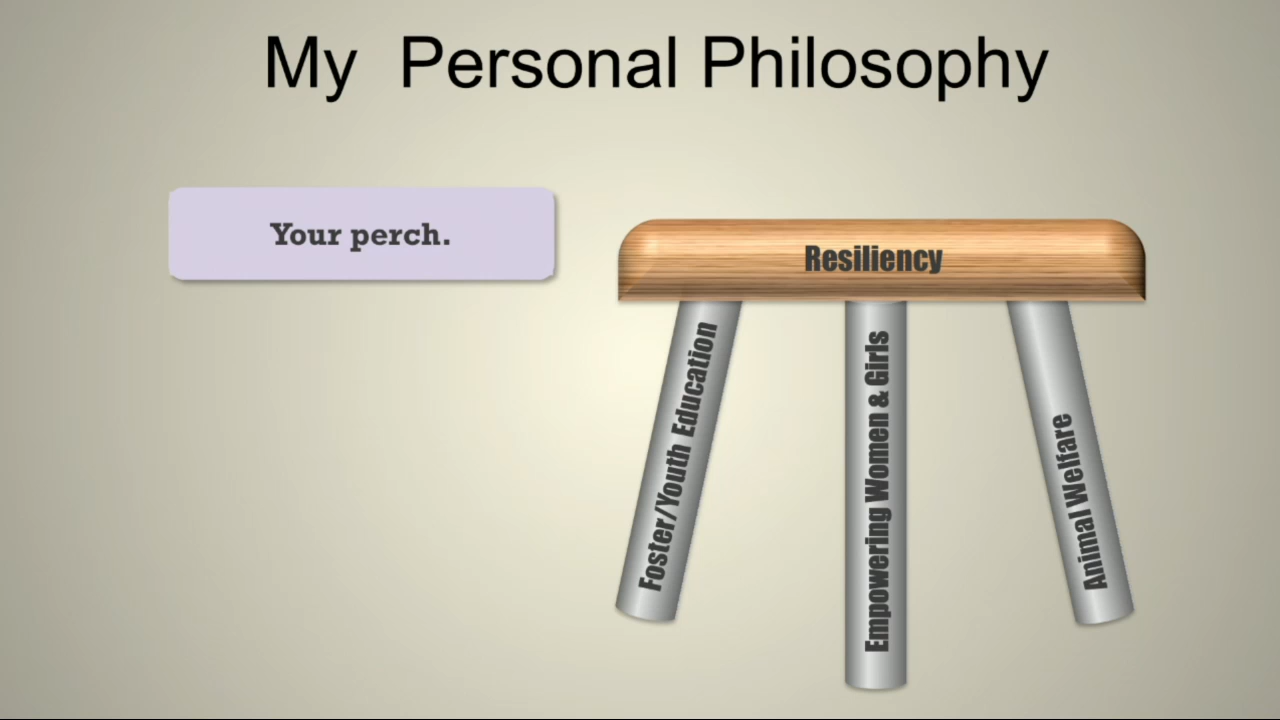 My  Personal Philosophy
Your perch.
Resiliency
Foster/Youth Education
Empowering Women & Girls
Animal Welfare